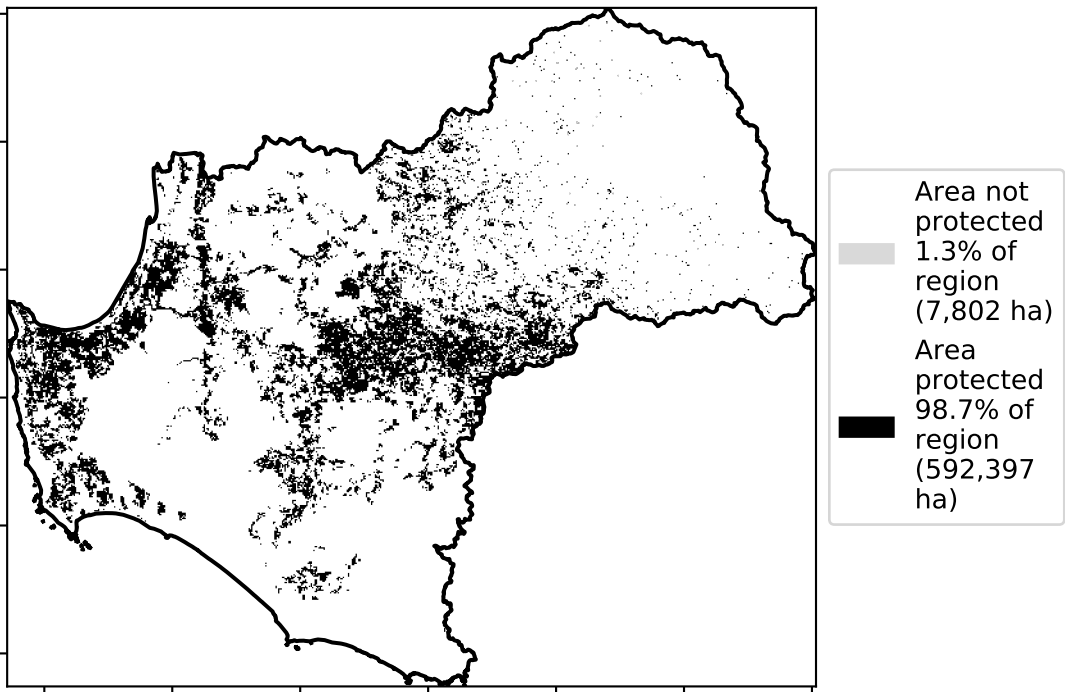 Area not
protected
1.3% of
region
(7,802 ha)
Area
protected
98.7% of
region
(592,397
ha)